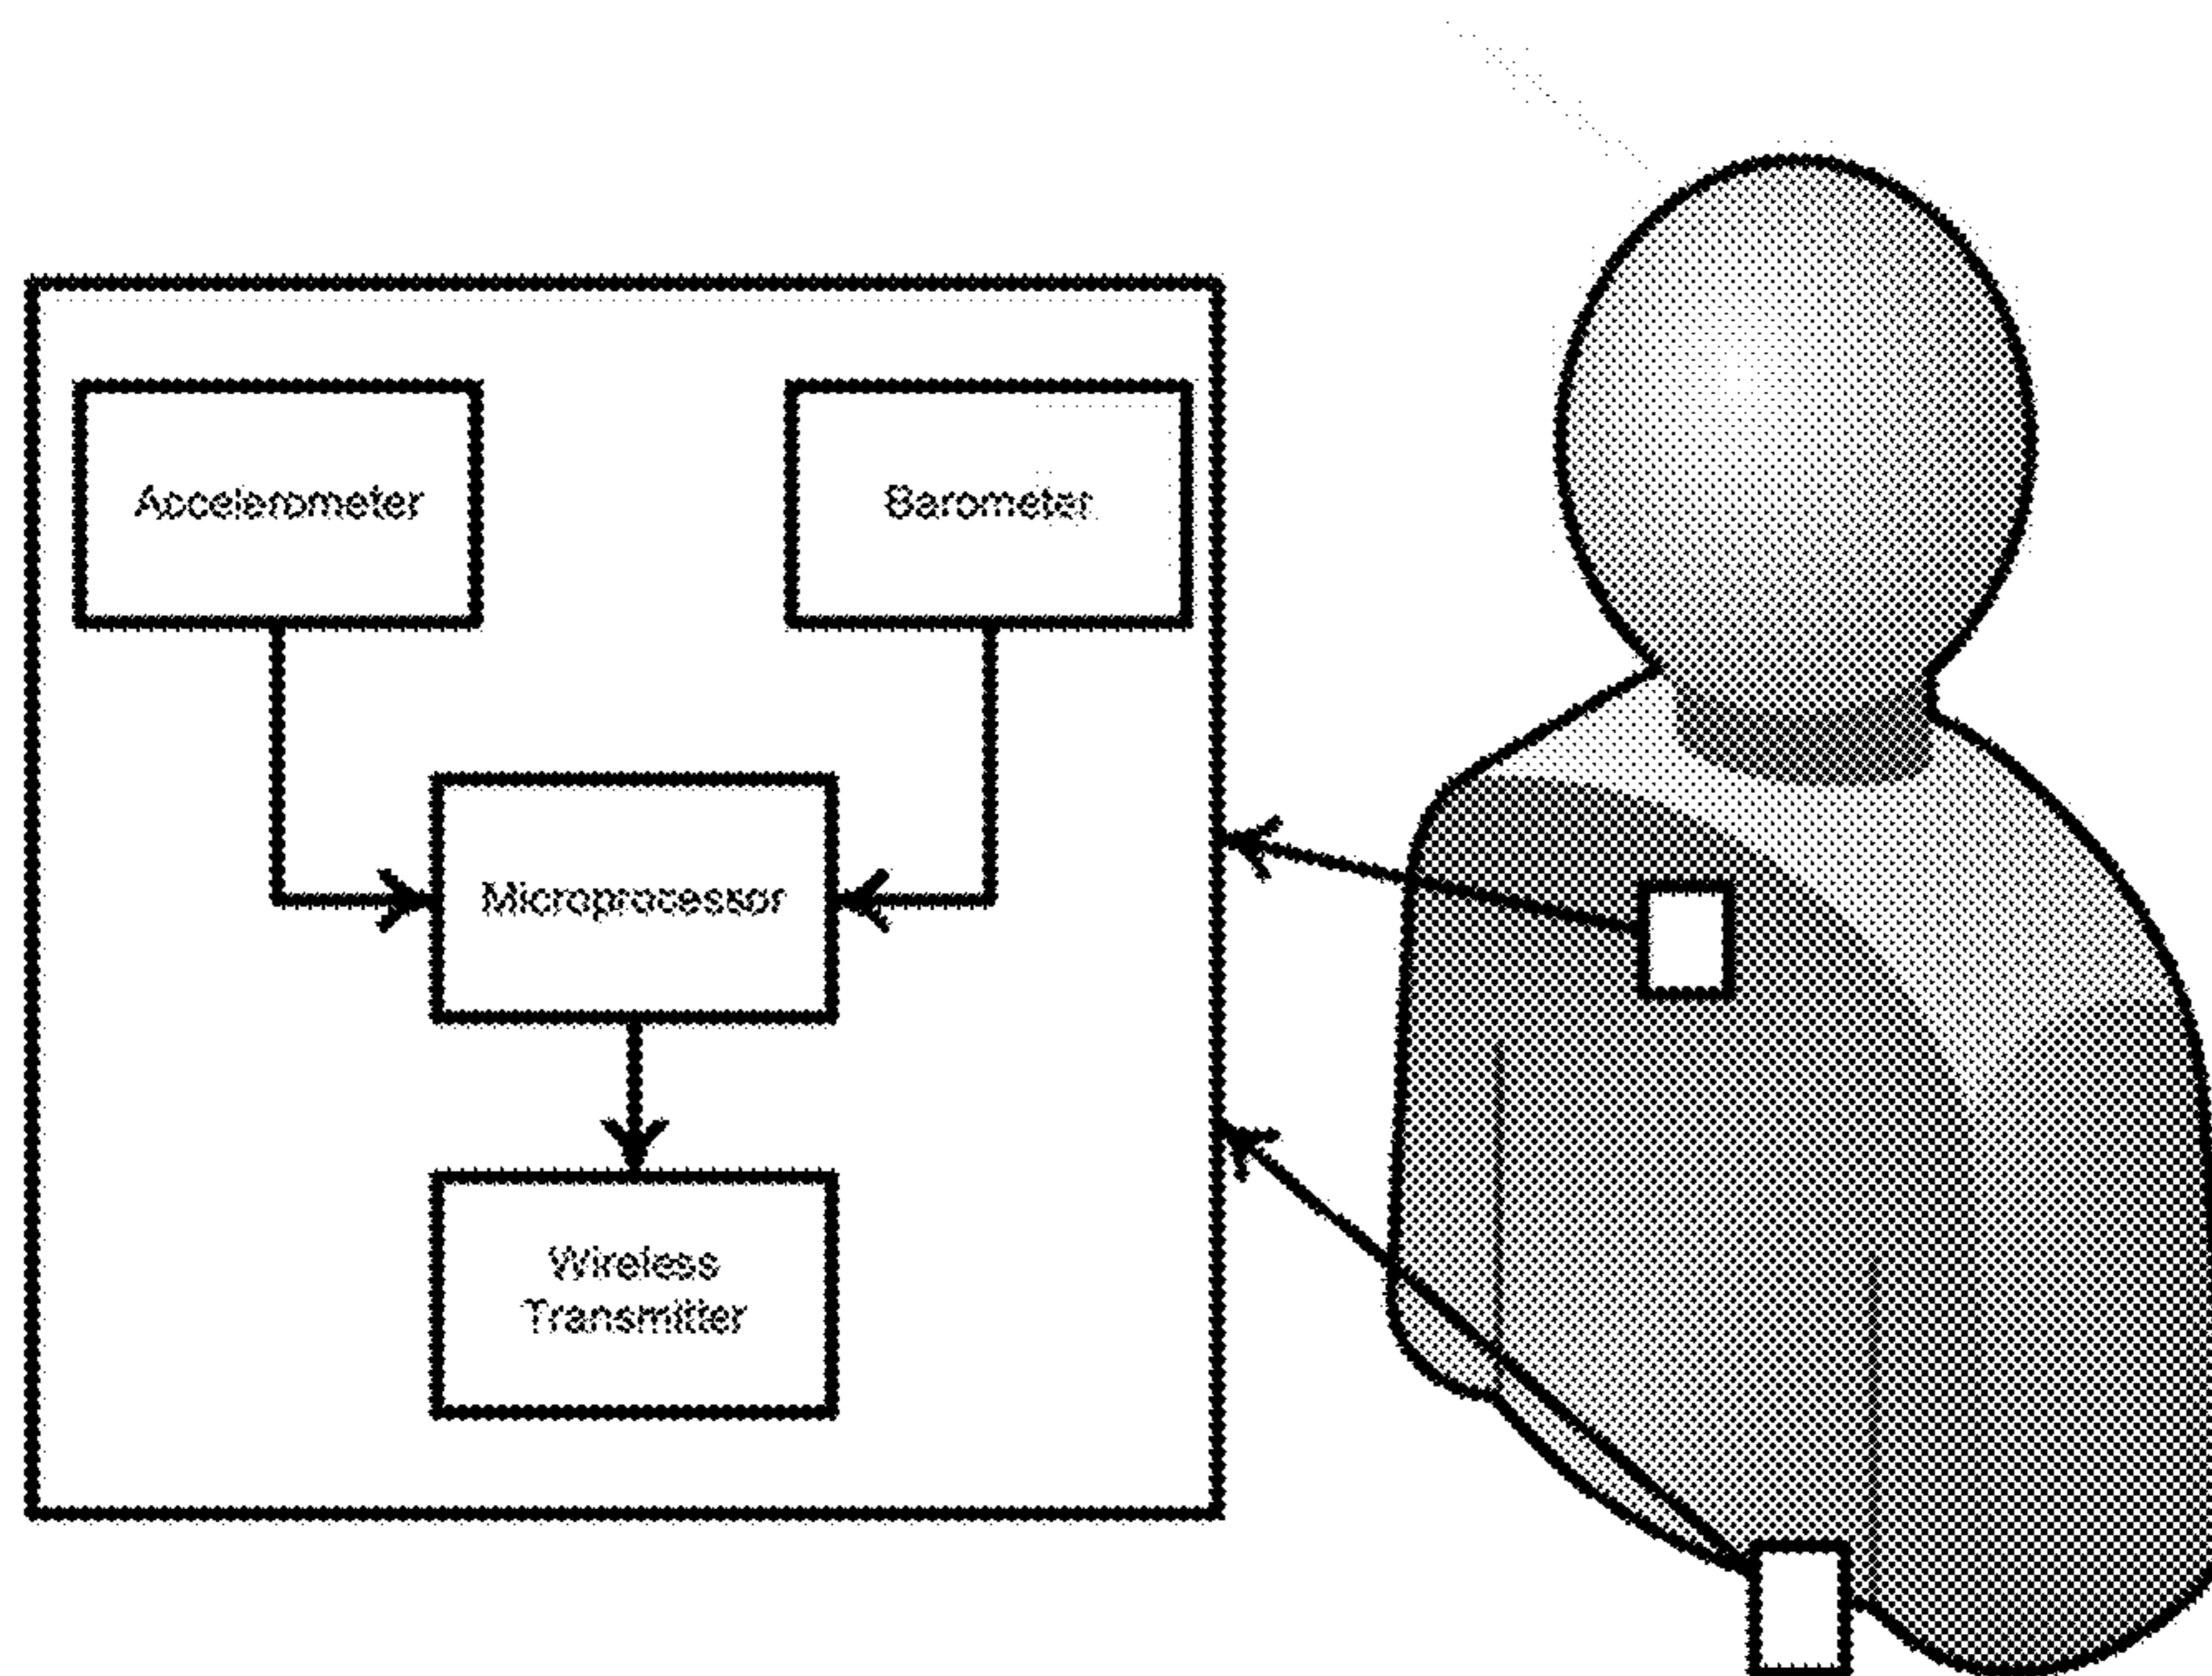 Accelerometer
Barometer
Microprocessor
Wireless
Transmitter